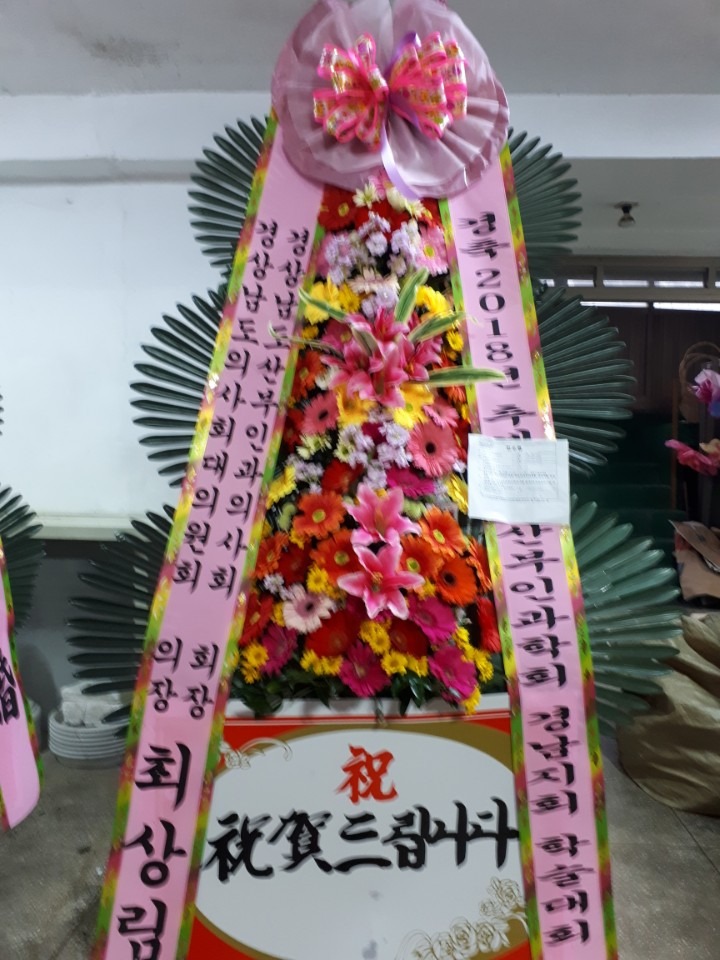 경상남도산부인과의사회 회장
경상남도의사회대의원회 의장
최상림
경축 2018년 추
산부인과학회 경남지회 학술대회
祝
祝賀드립니다